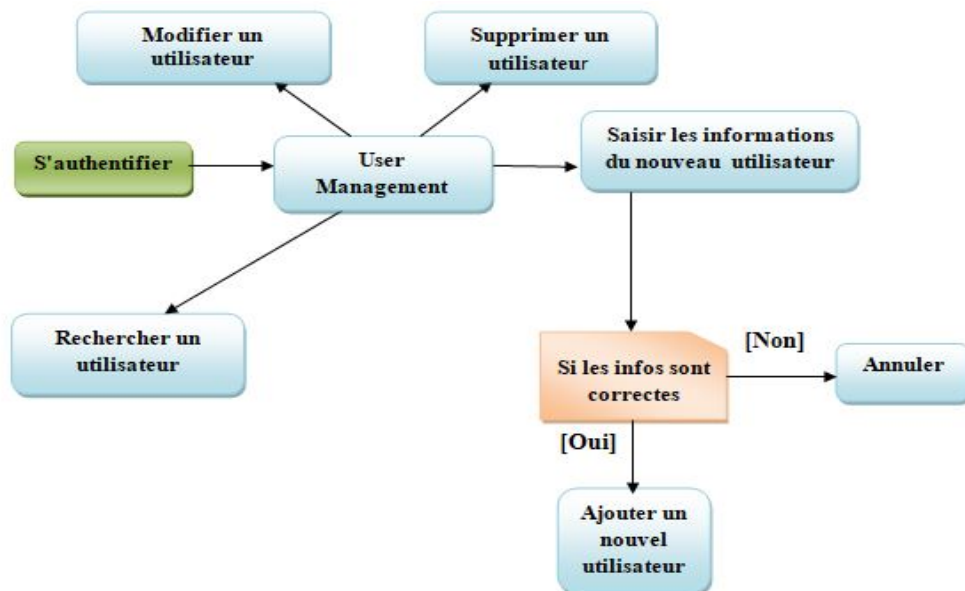 Modifier un
utilisateur
Supprimer un
utilisateur
S'authentifier
User
Management
Saisir les informations
du nouveau utilisateur
Rechercher un
utilisateur
Si les infos sont
correctes
[Non]
Annuler
[Oui]
Ajouter un
nouvel
utilisateur